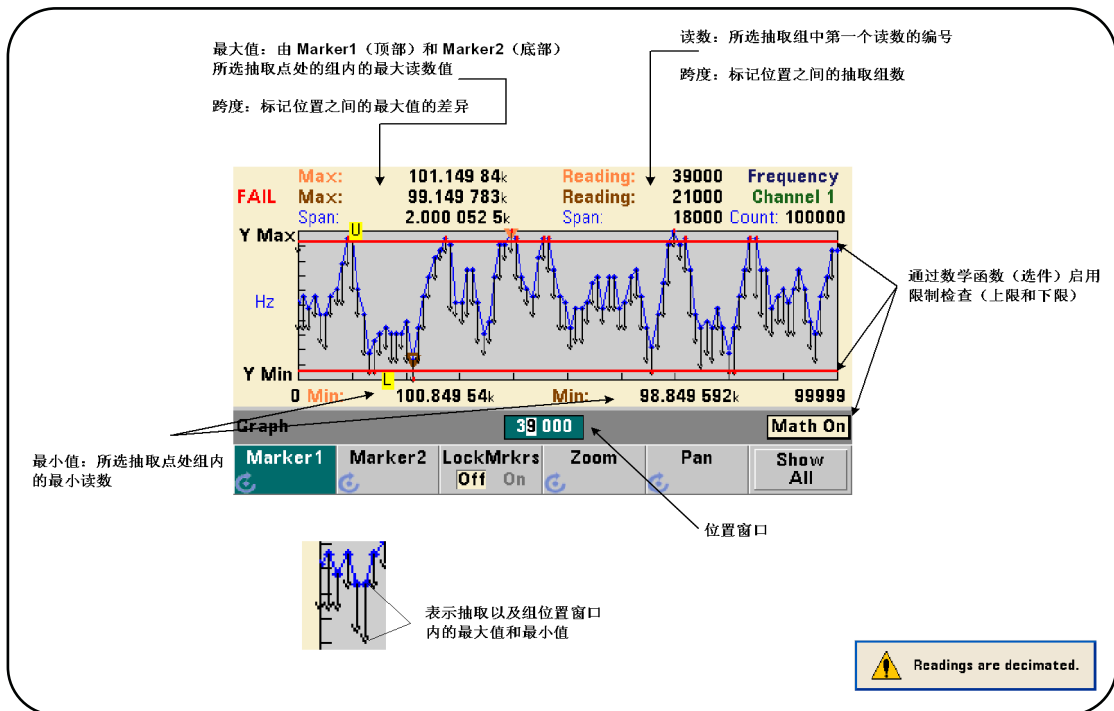 最大值：由 Marker1（顶部）和 Marker2（底部）
所选抽取点处的组内的最大读数值
跨度：标记位置之间的最大值的差异
读数：所选抽取组中第一个读数的编号
跨度：标记位置之间的抽取组数
Max: 101.149 84k Reading: 39000 Frequency
FAIL Max: 99.149 783k Reading: 21000 Channel 1
Span: 2.000 052 5k Span: 18000 Count: 100000
Y Max
U
Hz
通过数学函数（选件）启用
限制检查（上限和下限）
Y Min
L
0 Min: 100.849 54k Min: 98.849 592k 99999
Graph 39 000 Math On
Marker1 Marker2 LockMrkrs Zoom Pan Show
Off On All
最小值：所选抽取点处组内
的最小读数
位置窗口
表示抽取以及组位置窗口
内的最大值和最小值
Readings are decimated.